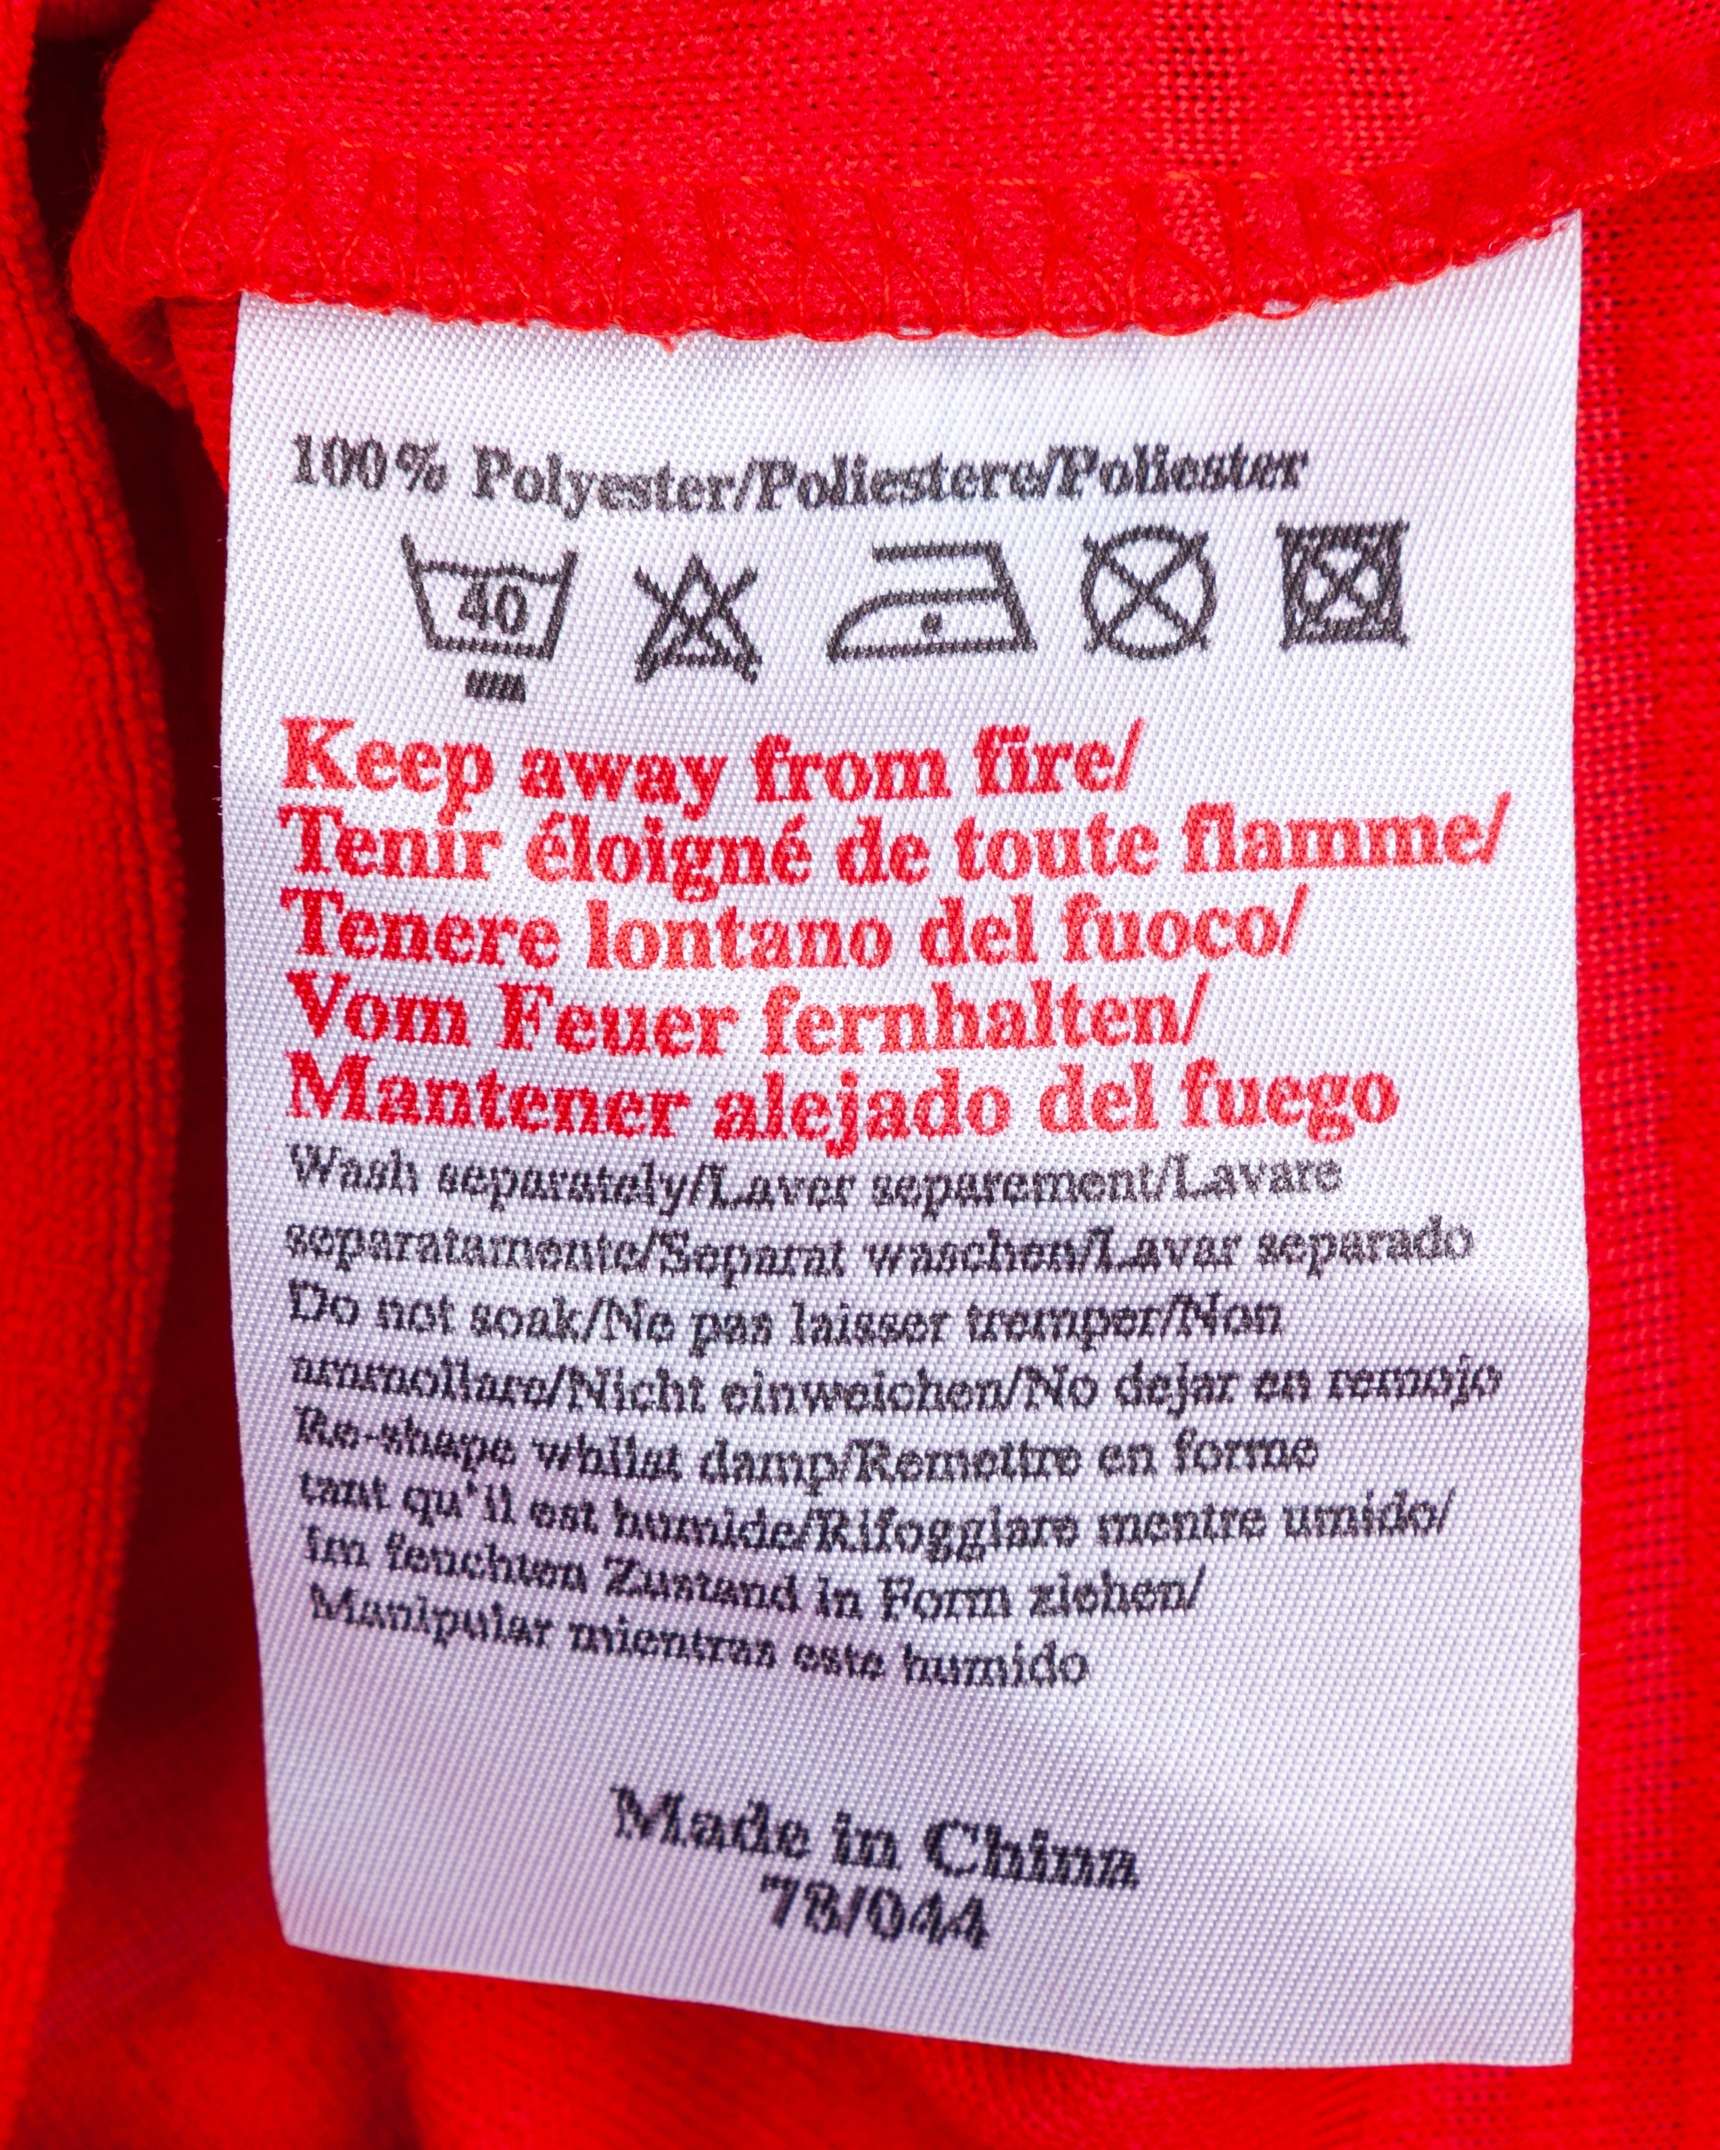 100% Polyester/Poliestere/Poliester
40
Keep away from fire/
Tenir éloigné de toute flamme/
Tenere lontano del fuoco/
Vom Feuer fernhalten/
Mantener alejado del fuego
Wash separately/Laver separement/Lavare
separatamente/Separat waschen/Lavar separado
Do not soak/Ne pas laisser tremper/Non
ammollare/Nicht einweichen/No dejar en remojo
Re-shape whilst damp/Remettre en forme
tant qu'il est humide/Rifoggiare mentre umido/
im feuchten Zustand in Form ziehen/
Manipular mientras este humido
Made in China
78/044